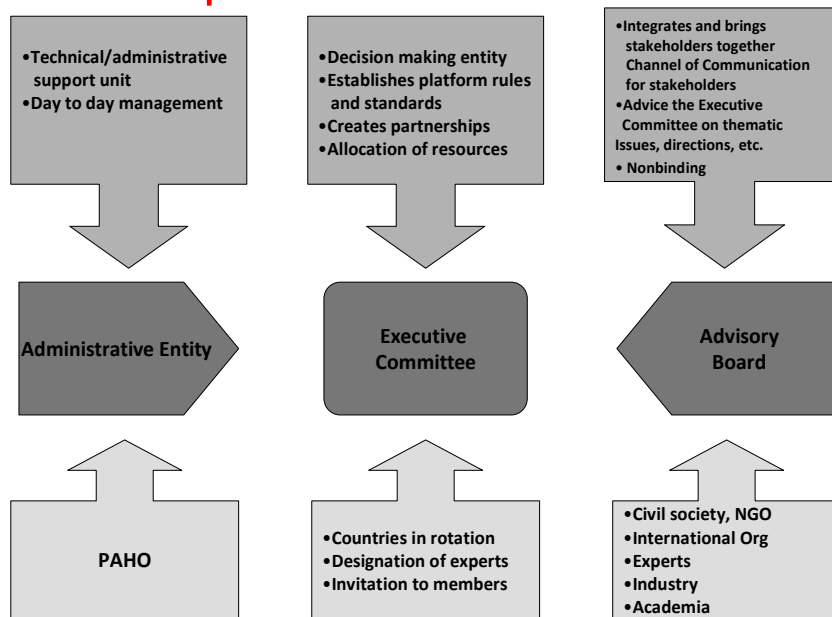 •Technical/administrative
support unit
•Day to day management
•Decision making entity
•Establishes platform rules
and standards
•Creates partnerships
•Allocation of resources
•Integrates and brings
stakeholders together
Channel of Communication
for stakeholders
•Advice the Executive
Committee on thematic
Issues, directions, etc.
• Nonbinding
Administrative Entity
Executive
Committee
Advisory
Board
PAHO
•Countries in rotation
•Designation of experts
•Invitation to members
•Civil society, NGO
•International Org
•Experts
•Industry
•Academia